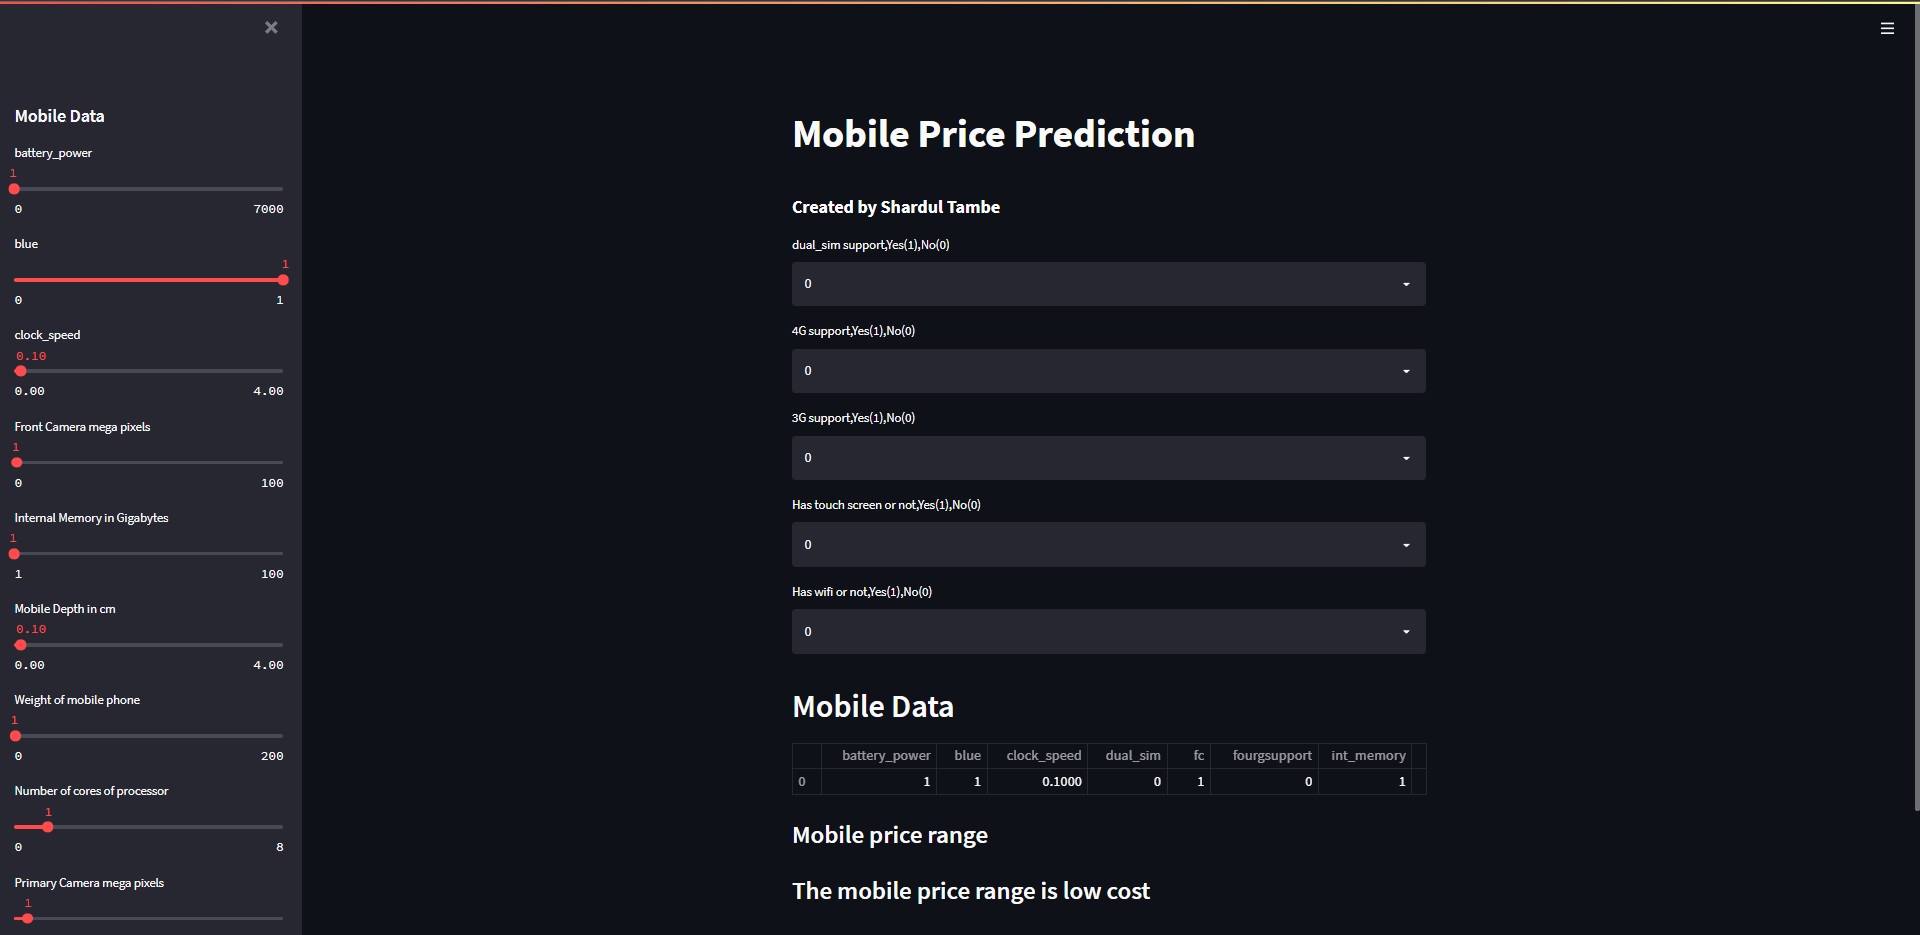 Mobile Data
battery_power
1
0 7000
blue
1
0 1
clock_speed
0.10
0.00 4.00
Front Camera mega pixels
1
0 100
Internal Memory in Gigabytes
1
1 100
Mobile Depth in cm
0.10
0.00 4.00
Weight of mobile phone
1
0 200
Number of cores of processor
1
0 8
Primary Camera mega pixels
1
Mobile Price Prediction
Created by Shardul Tambe
dual_sim support,Yes(1),No(0)
0
4G support,Yes(1),No(0)
0
3G support,Yes(1),No(0)
0
Has touch screen or not,Yes(1),No(0)
0
Has wifi or not,Yes(1),No(0)
0
Mobile Data
battery_power blue clock_speed dual_sim fc fourgsupport int_memory
0 1 1 0.1000 0 1 0 1
Mobile price range
The mobile price range is low cost